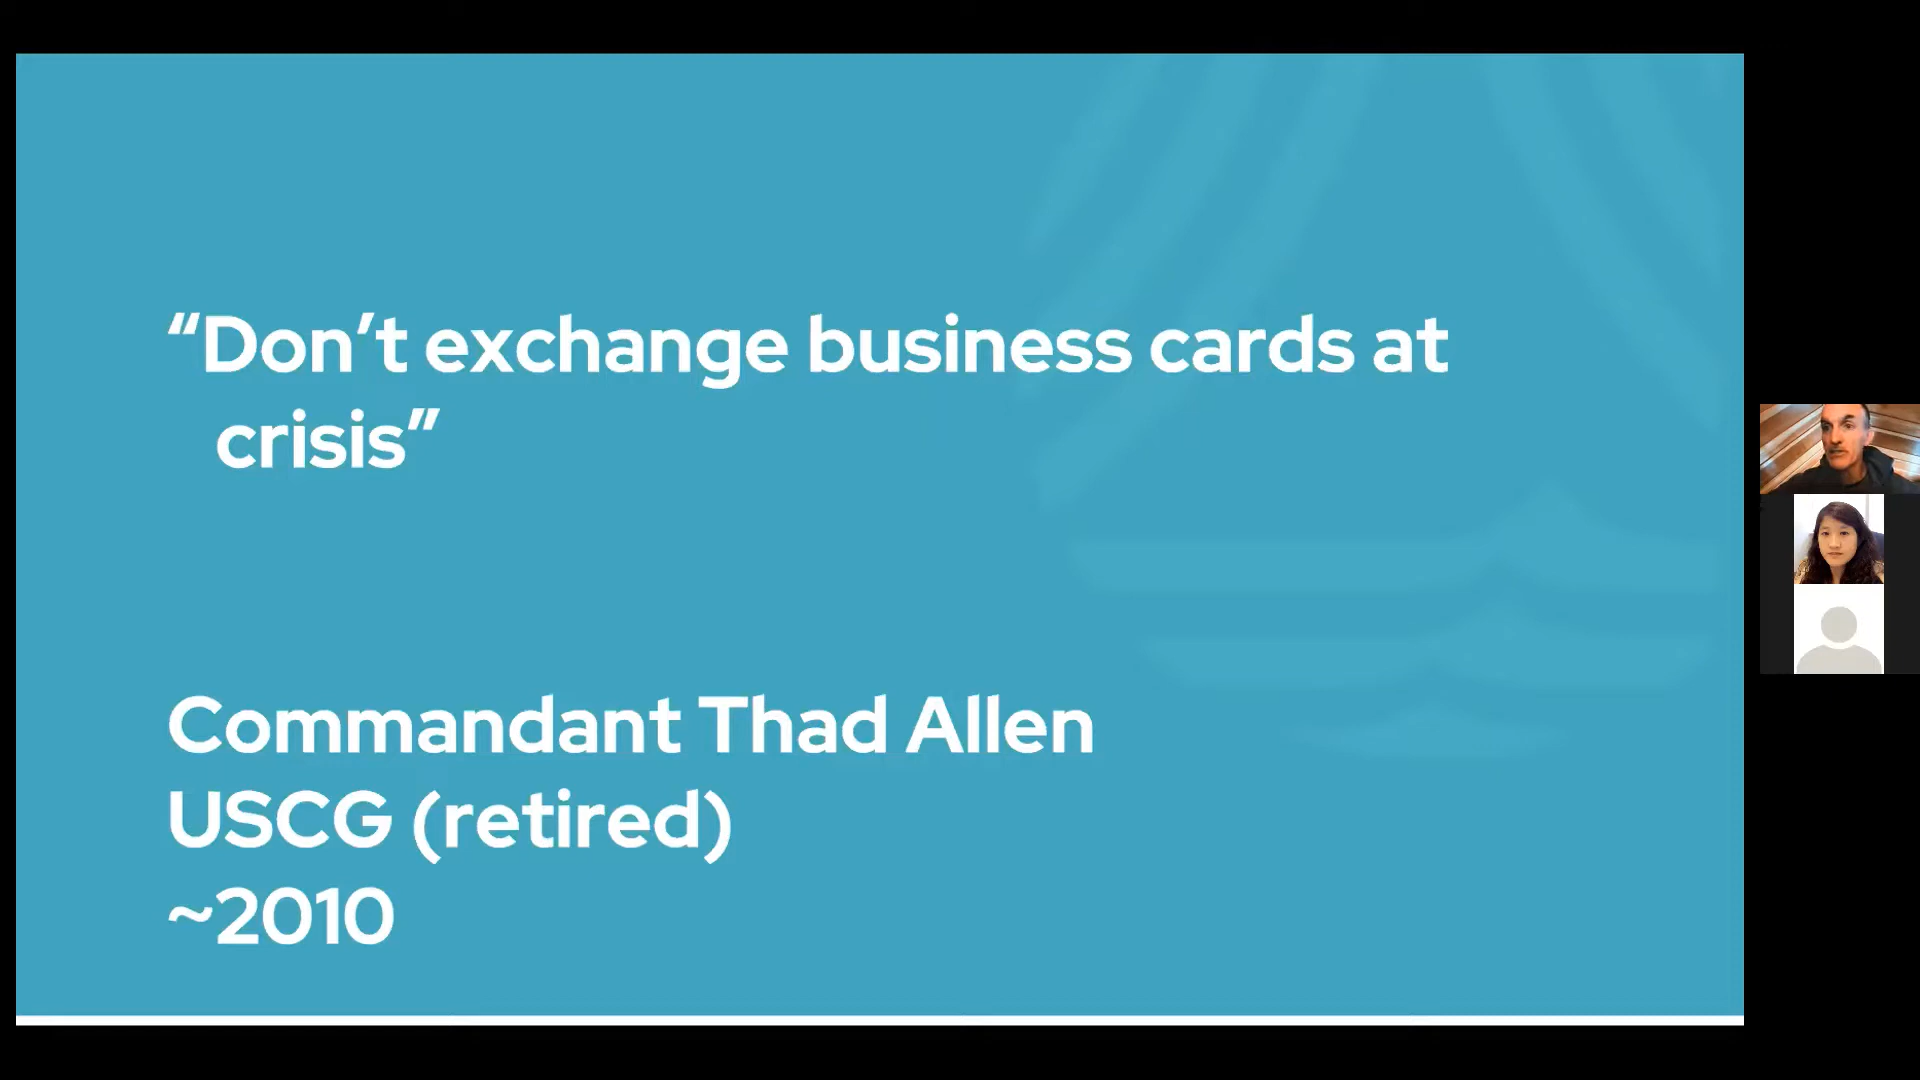 “Don’t exchange business cards at
crisis”
Commandant Thad Allen
USCG (retired)
~2010